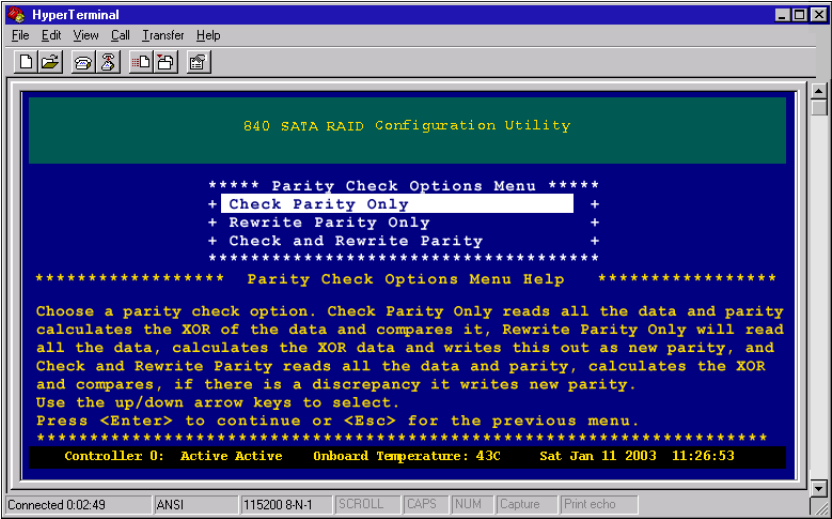 HyperTerminal
File Edit View Call Transfer Help
840 SATA RAID Configuration Utility
***** Parity Check Options Menu *****
+ Check Parity Only +
+ Rewrite Parity Only +
+ Check and Rewrite Parity +
*************************************
****************** Parity Check Options Menu Help *****************
Choose a parity check option. Check Parity Only reads all the data and parity
calculates the XOR of the data and compares it, Rewrite Parity Only will read
all the data, calculates the XOR data and writes this out as new parity, and
Check and Rewrite Parity reads all the data and parity, calculates the XOR
and compares, if there is a discrepancy it writes new parity.
Use the up/down arrow keys to select.
Press <Enter> to continue or <Esc> for the previous menu.
**********************************************************************
Controller 0: Active Active Onboard Temperature: 43C Sat Jan 11 2003 11:26:53
Connected 0:02:49 ANSI 115200 8-N-1 SCROLL CAPS NUM Capture Print echo